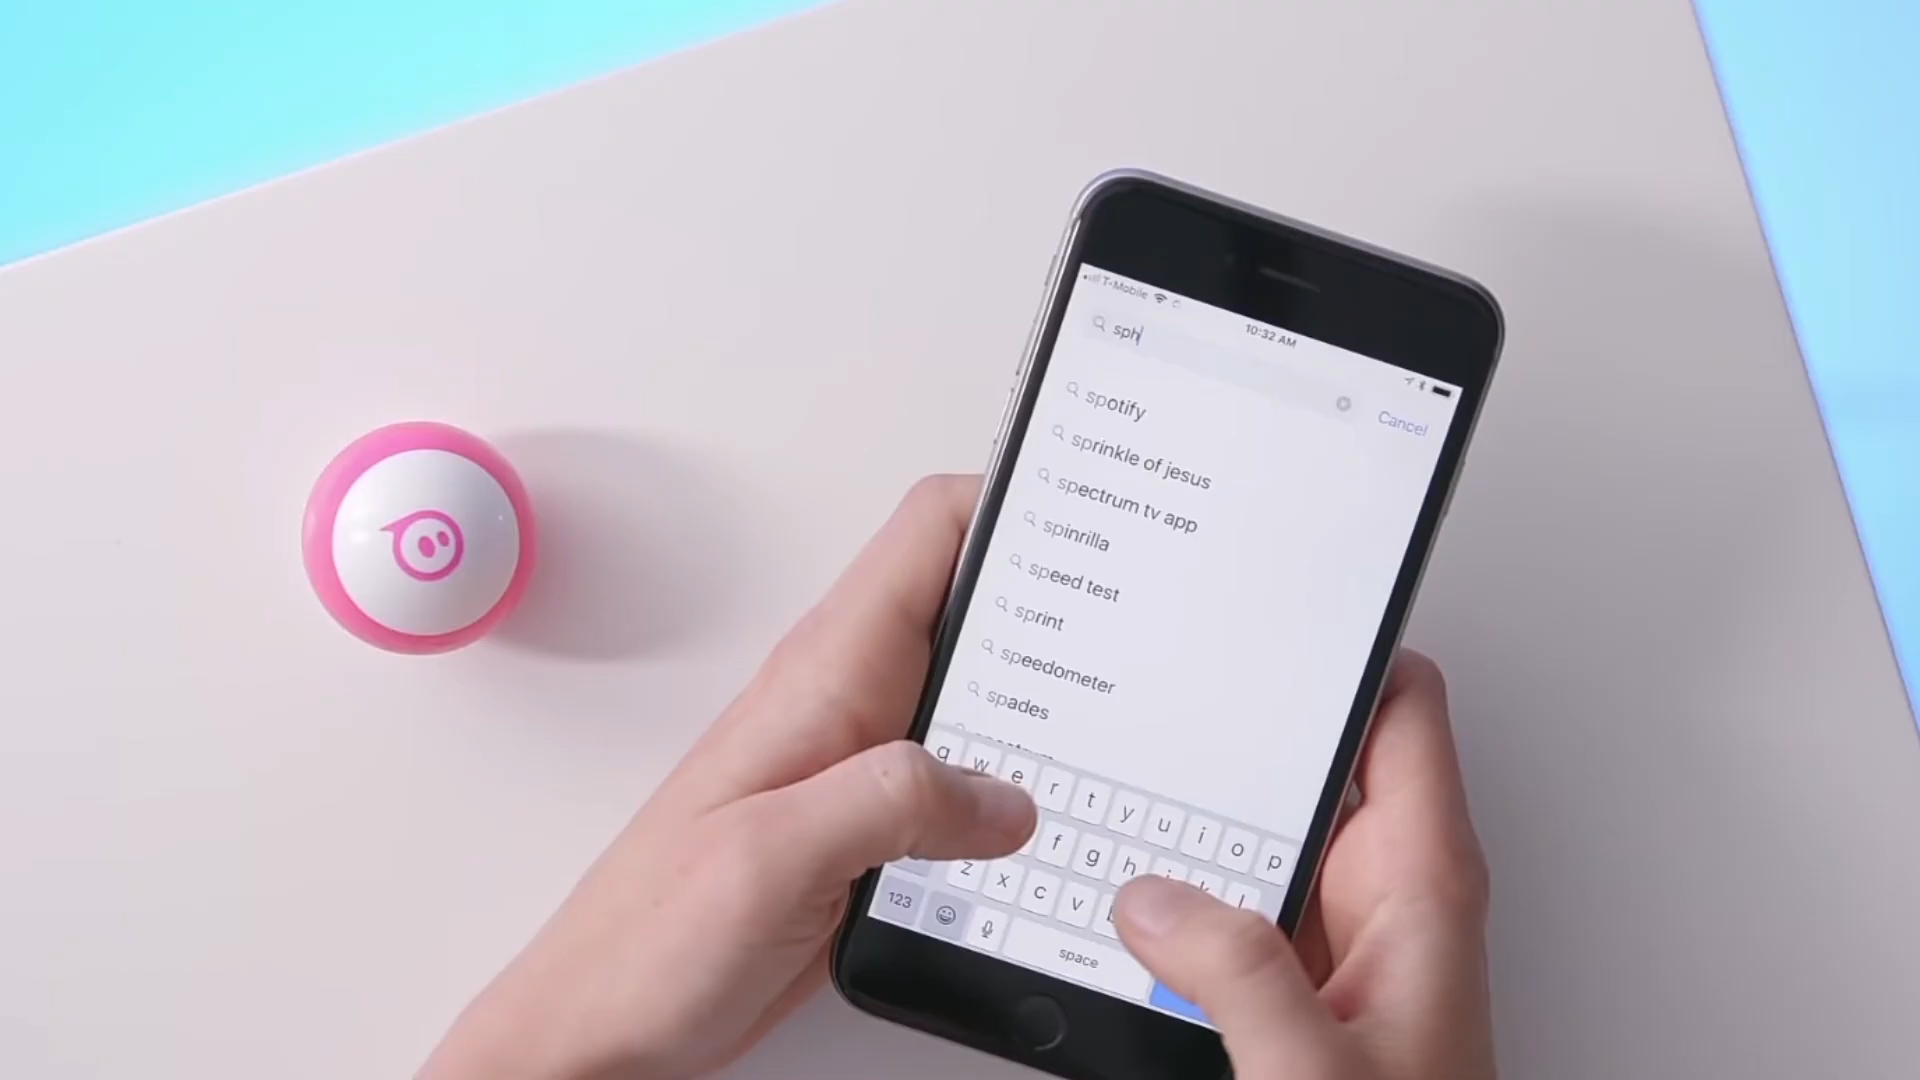 T-Mobile
10:32 AM
sph
Cancel
spotify
sprinkle of jesus
spectrum tv app
spinrilla
speed test
sprint
speedometer
spades
q w e r t y u i o p
f g h
z x c v
123
space